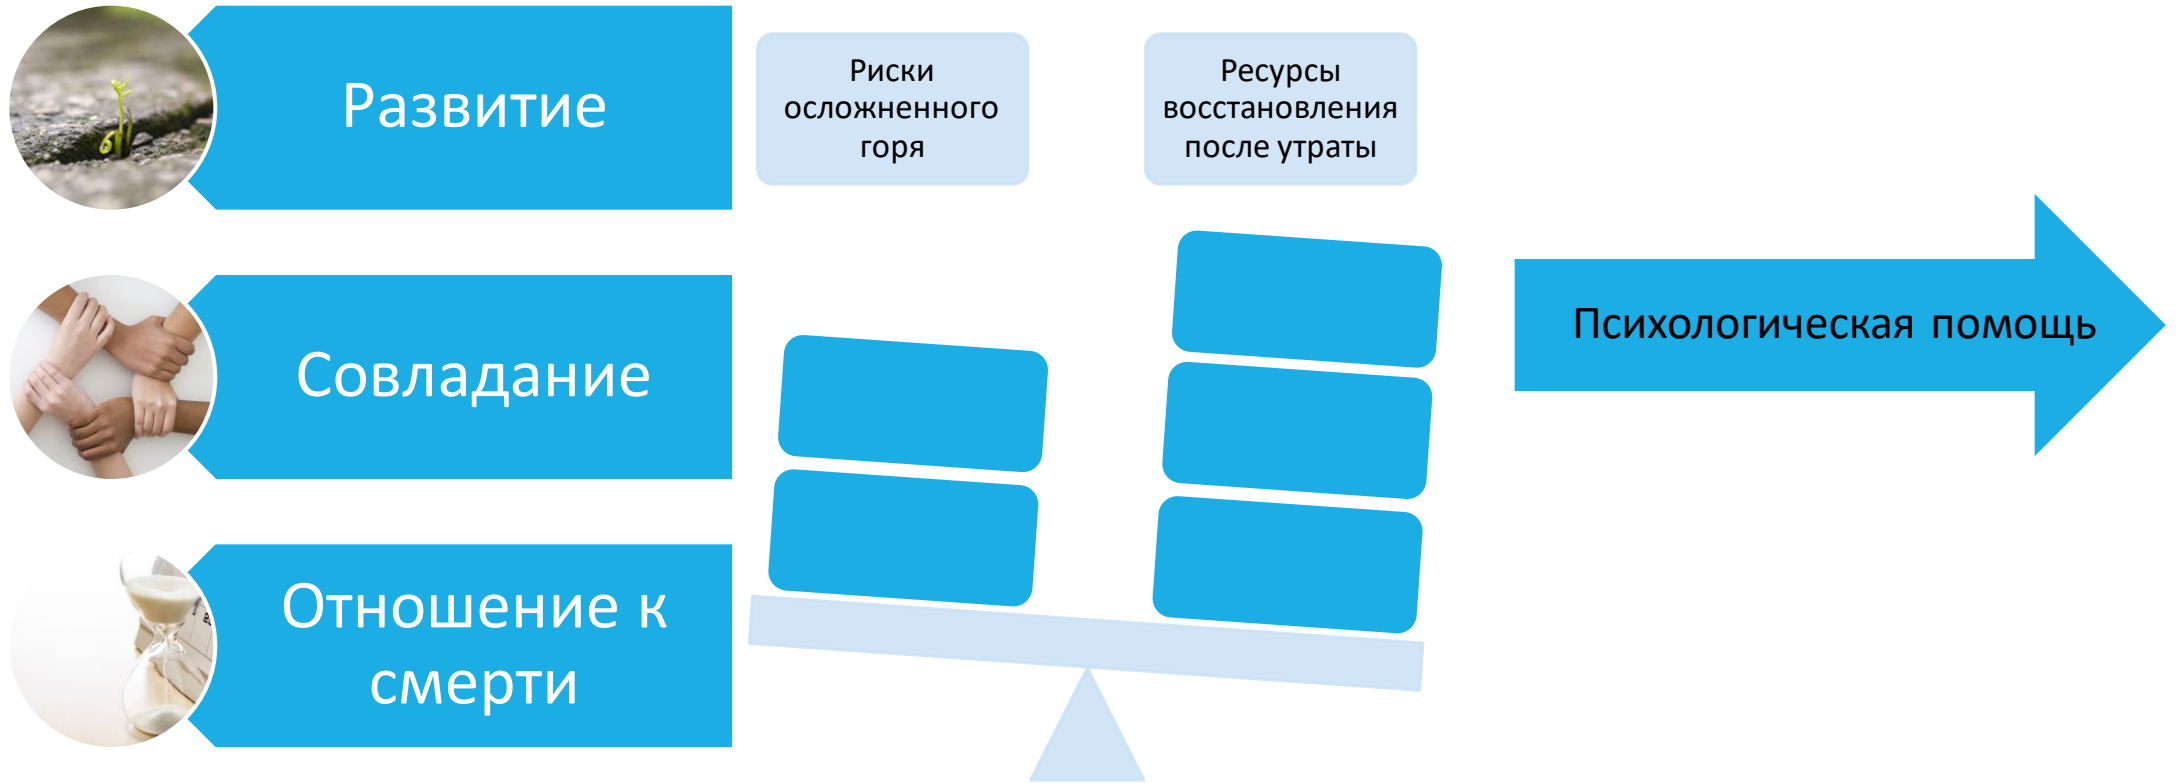 Развитие
Совладание
Отношение к
смерти
Риски
осложненного
горя
Ресурсы
восстановления
после утраты
Психологическая помощь